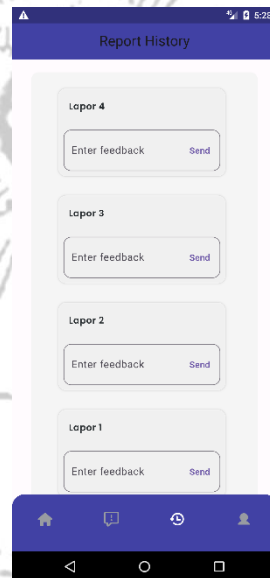 5:28
Report History
Lapor 4
Enter feedback Send
Lapor 3
Enter feedback Send
Lapor 2
Enter feedback Send
Lapor 1
Enter feedback Send